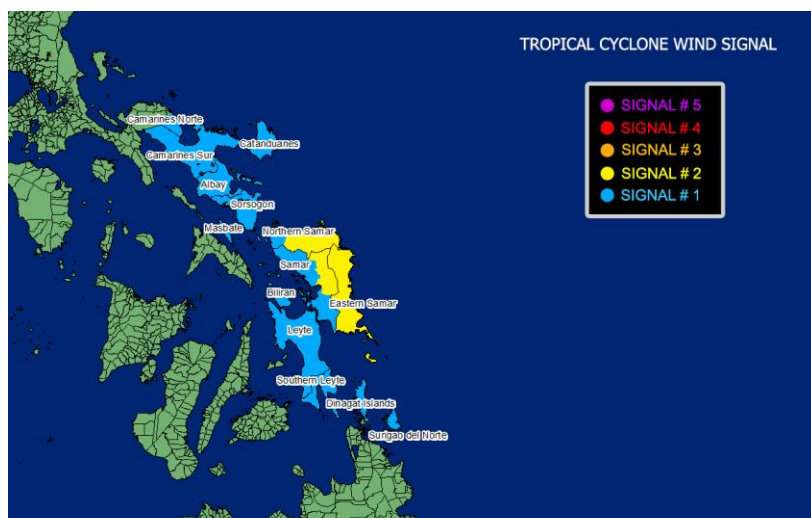 TROPICAL CYCLONE WIND SIGNAL
SIGNAL # 5
SIGNAL # 4
SIGNAL # 3
SIGNAL # 2
SIGNAL # 1
Camarines Norte
Catanduanes
Camarines Sur
Albay
Sorsogon
Masbate
Northern Samar
Samar
Biliran
Eastern Samar
Leyte
Southern Leyte
Dinagat Islands
Surigao del Norte